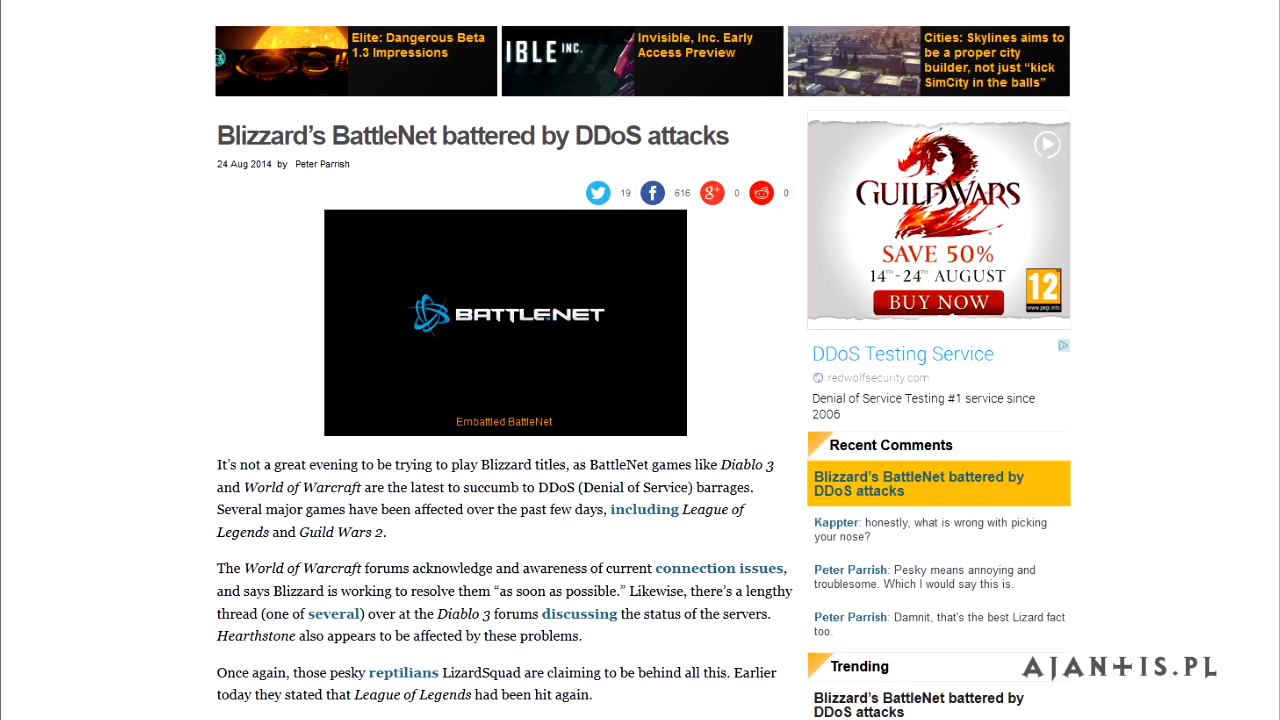 Elite: Dangerous Beta
1.3 Impressions
IBLE INC.
Invisible, Inc. Early
Access Preview
Cities: Skylines aims to
be a proper city
builder, not just “kick
SimCity in the balls”
Blizzard’s BattleNet battered by DDoS attacks
24 Aug 2014 by Peter Parrish
19 616 0 0
BATTLE.NET
Embattled BattleNet
It’s not a great evening to be trying to play Blizzard titles, as BattleNet games like Diablo 3
and World of Warcraft are the latest to succumb to DDoS (Denial of Service) barrages.
Several major games have been affected over the past few days, including League of
Legends and Guild Wars 2.
The World of Warcraft forums acknowledge and awareness of current connection issues,
and says Blizzard is working to resolve them “as soon as possible.” Likewise, there’s a lengthy
thread (one of several) over at the Diablo 3 forums discussing the status of the servers.
Hearthstone also appears to be affected by these problems.
Once again, those pesky reptilians LizardSquad are claiming to be behind all this. Earlier
today they stated that League of Legends had been hit again.
GUILD WARS 2
SAVE 50%
14TH-24TH AUGUST
BUY NOW
12
www.pegi.info
DDoS Testing Service
redwolfsecurity.com
Denial of Service Testing #1 service since
2006
Recent Comments
Blizzard’s BattleNet battered by
DDoS attacks
Kappter: honestly, what is wrong with picking
your nose?
Peter Parrish: Pesky means annoying and
troublesome. Which I would say this is.
Peter Parrish: Damnit, that’s the best Lizard fact
too.
Trending
Blizzard’s BattleNet battered by
DDoS attacks
AJANTIS.PL